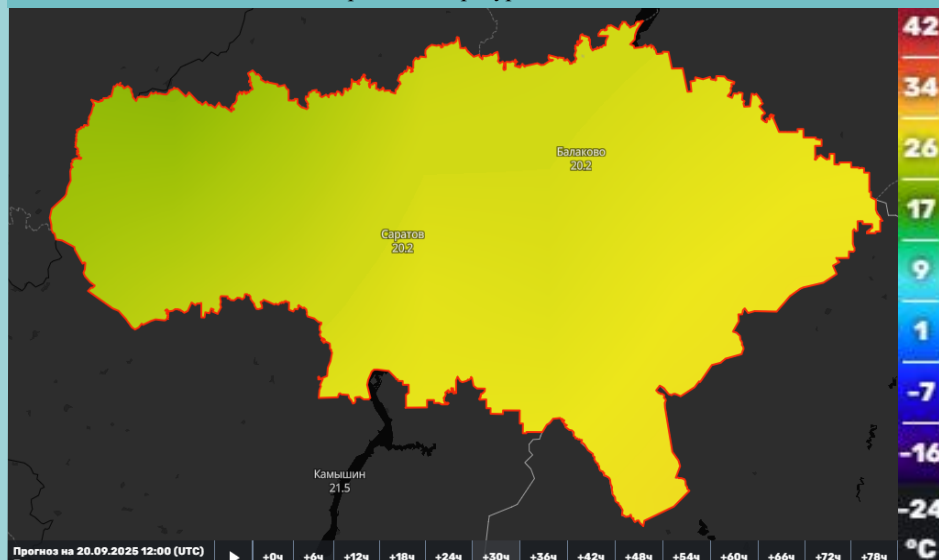 42
34
26
17
9
1
-7
-16
-24
°C
Балаково
20.2
Саратов
20.2
Камышин
21.5
Прогноз на 20.09.2025 12:00 (UTC)
+0ч +6ч +12ч +18ч +24ч +30ч +36ч +42ч +48ч +54ч +60ч +66ч +72ч +78ч